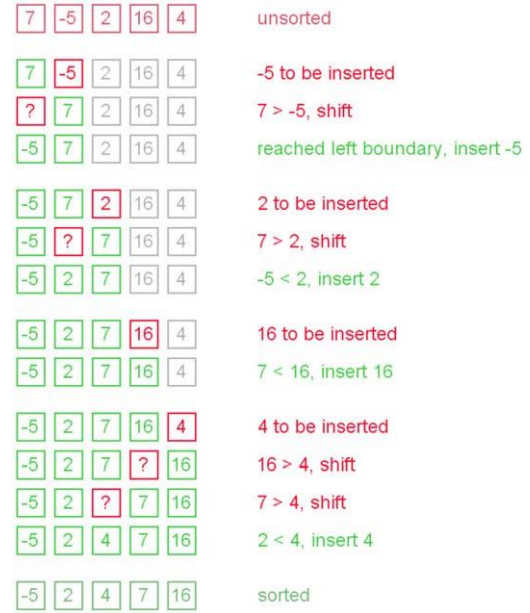 7 -5 2 16 4 unsorted
7 -5 2 16 4 -5 to be inserted
? 7 2 16 4 7 > -5, shift
-5 7 2 16 4 reached left boundary, insert -5
-5 7 2 16 4 2 to be inserted
-5 ? 7 16 4 7 > 2, shift
-5 2 7 16 4 -5 < 2, insert 2
-5 2 7 16 4 16 to be inserted
-5 2 7 16 4 7 < 16, insert 16
-5 2 7 16 4 4 to be inserted
-5 2 7 ? 16 16 > 4, shift
-5 2 ? 7 16 7 > 4, shift
-5 2 4 7 16 2 < 4, insert 4
-5 2 4 7 16 sorted